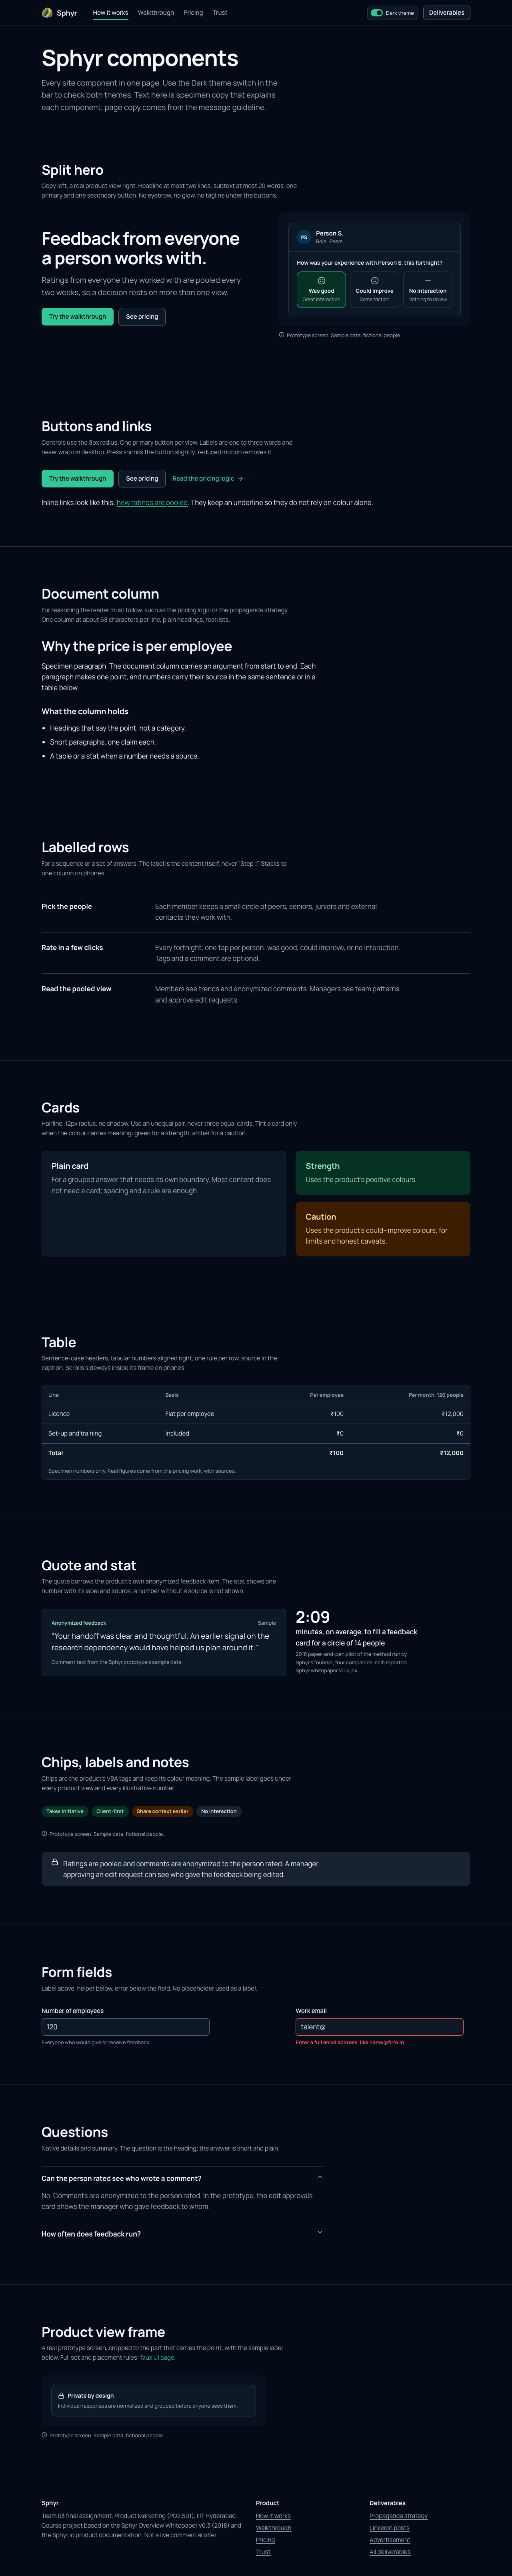 Sphyr How it works Walkthrough Pricing Trust Dark theme Deliverables
Sphyr components
Every site component in one page. Use the Dark theme switch in the
bar to check both themes. Text here is specimen copy that explains
each component; page copy comes from the message guideline.
Split hero
Copy left, a real product view right. Headline at most two lines, subtext at most 20 words, one
primary and one secondary button. No eyebrow, no glow, no tagline under the buttons.
Feedback from everyone
a person works with.
Ratings from everyone they worked with are pooled every
two weeks, so a decision rests on more than one view.
Try the walkthrough See pricing
PS Person S.
Role · Peers
How was your experience with Person S. this fortnight?
Was good
Great interaction
Could improve
Some friction
No interaction
Nothing to review
Prototype screen. Sample data, fictional people.
Buttons and links
Controls use the 8px radius. One primary button per view. Labels are one to three words and
never wrap on desktop. Press shrinks the button slightly; reduced motion removes it.
Try the walkthrough See pricing Read the pricing logic →
Inline links look like this: how ratings are pooled. They keep an underline so they do not rely on colour alone.
Document column
For reasoning the reader must follow, such as the pricing logic or the propaganda strategy.
One column at about 68 characters per line, plain headings, real lists.
Why the price is per employee
Specimen paragraph. The document column carries an argument from start to end. Each
paragraph makes one point, and numbers carry their source in the same sentence or in a
table below.
What the column holds
• Headings that say the point, not a category.
• Short paragraphs, one claim each.
• A table or a stat when a number needs a source.
Labelled rows
For a sequence or a set of answers. The label is the content itself, never "Step 1". Stacks to
one column on phones.
Pick the people
Each member keeps a small circle of peers, seniors, juniors and external
contacts they work with.
Rate in a few clicks
Every fortnight, one tap per person: was good, could improve, or no interaction.
Tags and a comment are optional.
Read the pooled view
Members see trends and anonymized comments. Managers see team patterns
and approve edit requests.
Cards
Hairline, 12px radius, no shadow. Use an unequal pair, never three equal cards. Tint a card only
when the colour carries meaning: green for a strength, amber for a caution.
Plain card
For a grouped answer that needs its own boundary. Most content does
not need a card; spacing and a rule are enough.
Strength
Uses the product's positive colours.
Caution
Uses the product's could-improve colours, for
limits and honest caveats.
Table
Sentence-case headers, tabular numbers aligned right, one rule per row, source in the
caption. Scrolls sideways inside its frame on phones.
Line Basis Per employee Per month, 120 people
Licence Flat per employee ₹100 ₹12,000
Set-up and training Included ₹0 ₹0
Total ₹100 ₹12,000
Specimen numbers only. Real figures come from the pricing work, with sources.
Quote and stat
The quote borrows the product's own anonymized feedback item. The stat shows one
number with its label and source; a number without a source is not shown.
Anonymized feedback Sample
"Your handoff was clear and thoughtful. An earlier signal on the
research dependency would have helped us plan around it."
Comment text from the Sphyr prototype's sample data.
2:09
minutes, on average, to fill a feedback
card for a circle of 14 people
2018 paper-and-pen pilot of the method run by
Sphyr's founder, four companies, self-reported.
Sphyr whitepaper v0.3, p4.
Chips, labels and notes
Chips are the product's VBA tags and keep its colour meaning. The sample label goes under
every product view and every illustrative number.
Takes initiative Client-first Share context earlier No interaction
Prototype screen. Sample data, fictional people.
Ratings are pooled and comments are anonymized to the person rated. A manager
approving an edit request can see who gave the feedback being edited.
Form fields
Label above, helper below, error below the field. No placeholder used as a label.
Number of employees
120
Everyone who would give or receive feedback.
Work email
talent@
Enter a full email address, like name@firm.in.
Questions
Native details and summary. The question is the heading; the answer is short and plain.
Can the person rated see who wrote a comment?
No. Comments are anonymized to the person rated. In the prototype, the edit approvals
card shows the manager who gave feedback to whom.
How often does feedback run?
Product view frame
A real prototype screen, cropped to the part that carries the point, with the sample label
below. Full set and placement rules: faux UI page.
Private by design
Individual responses are normalized and grouped before anyone sees them.
Prototype screen. Sample data, fictional people.
Sphyr
Team 03 final assignment, Product Marketing (PD2 501), IIIT Hyderabad.
Course project based on the Sphyr Overview Whitepaper v0.3 (2018) and
the Sphyr.io product documentation. Not a live commercial offer.
Product
How it works
Walkthrough
Pricing
Trust
Deliverables
Propaganda strategy
LinkedIn posts
Advertisement
All deliverables